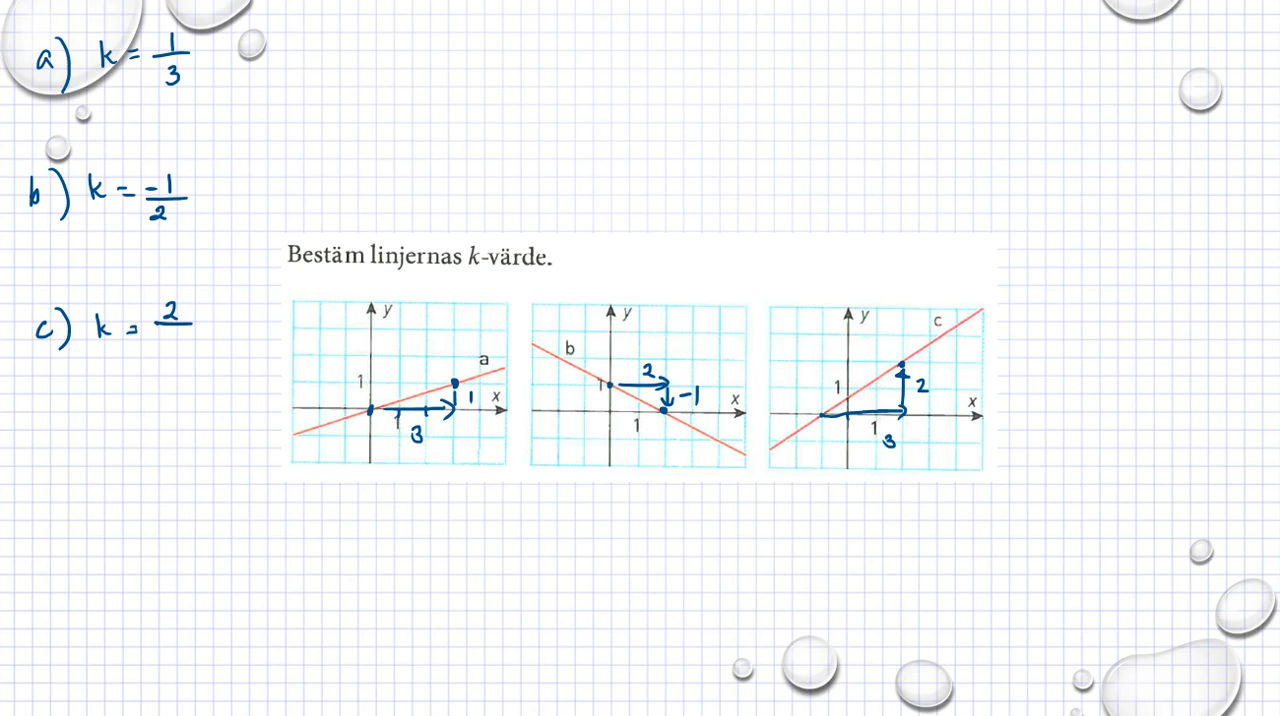 a) k = 1/3
b) k = -1/2
Bestäm linjernas k-värde.
c) k = 2
y
a
1
x
1
1
3
y
b
2
1
-1
x
1
y
c
1
2
x
1
3